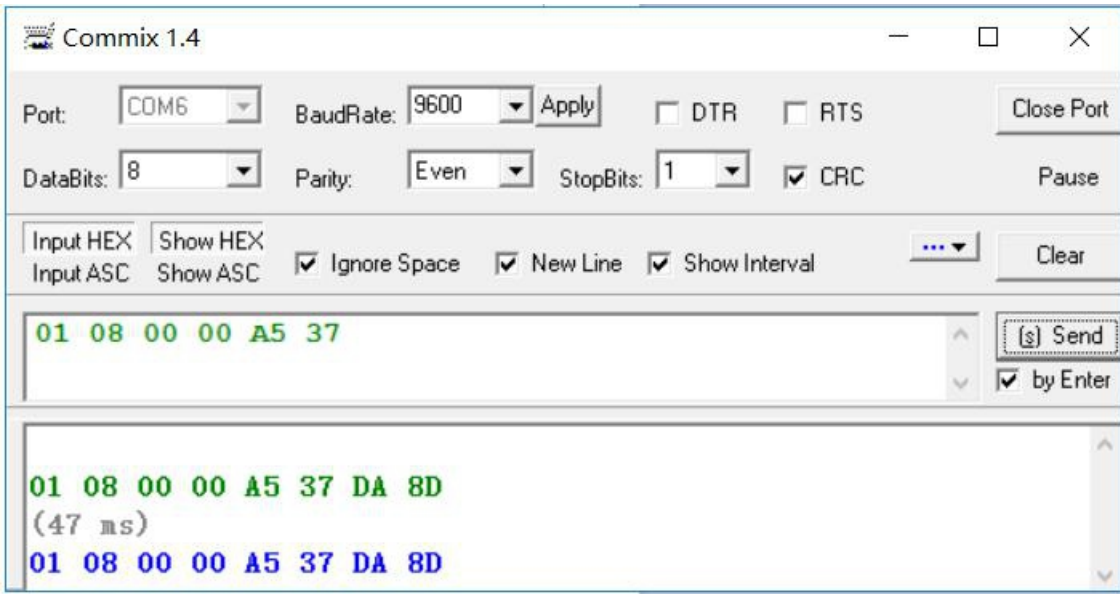 Commix 1.4
Port: COM6 BaudRate: 9600 Apply DTR RTS Close Port
DataBits: 8 Parity: Even StopBits: 1 CRC Pause
Input HEX Show HEX
Ignore Space New Line Show Interval ... Clear
Input ASC Show ASC
01 08 00 00 A5 37
(s) Send
by Enter
01 08 00 00 A5 37 DA 8D
(47 ms)
01 08 00 00 A5 37 DA 8D